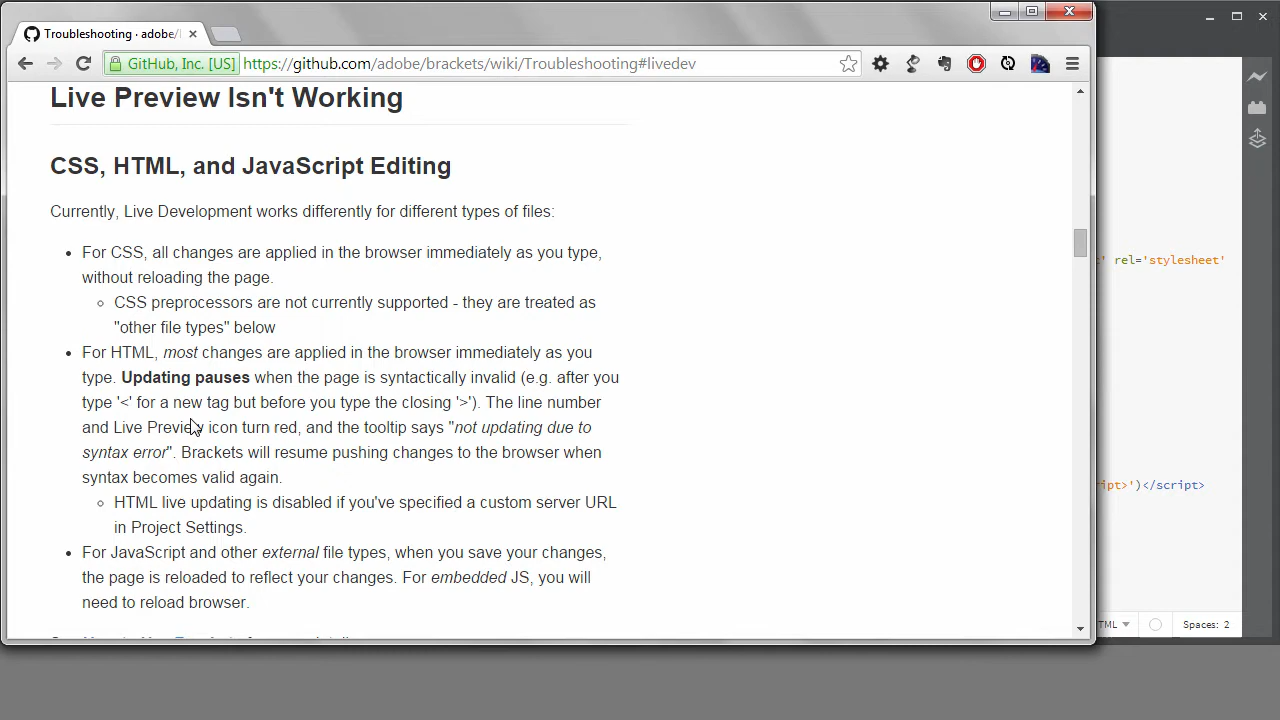 Troubleshooting · adobe/
GitHub, Inc. [US] https://github.com/adobe/brackets/wiki/Troubleshooting#livedev
Live Preview Isn't Working
CSS, HTML, and JavaScript Editing
Currently, Live Development works differently for different types of files:
• For CSS, all changes are applied in the browser immediately as you type,
without reloading the page.
◦ CSS preprocessors are not currently supported - they are treated as
"other file types" below
• For HTML, most changes are applied in the browser immediately as you
type. Updating pauses when the page is syntactically invalid (e.g. after you
type '<' for a new tag but before you type the closing '>'). The line number
and Live Preview icon turn red, and the tooltip says "not updating due to
syntax error". Brackets will resume pushing changes to the browser when
syntax becomes valid again.
◦ HTML live updating is disabled if you've specified a custom server URL
in Project Settings.
• For JavaScript and other external file types, when you save your changes,
the page is reloaded to reflect your changes. For embedded JS, you will
need to reload browser.
' rel='stylesheet'
ipt>')</script>
TML Spaces: 2